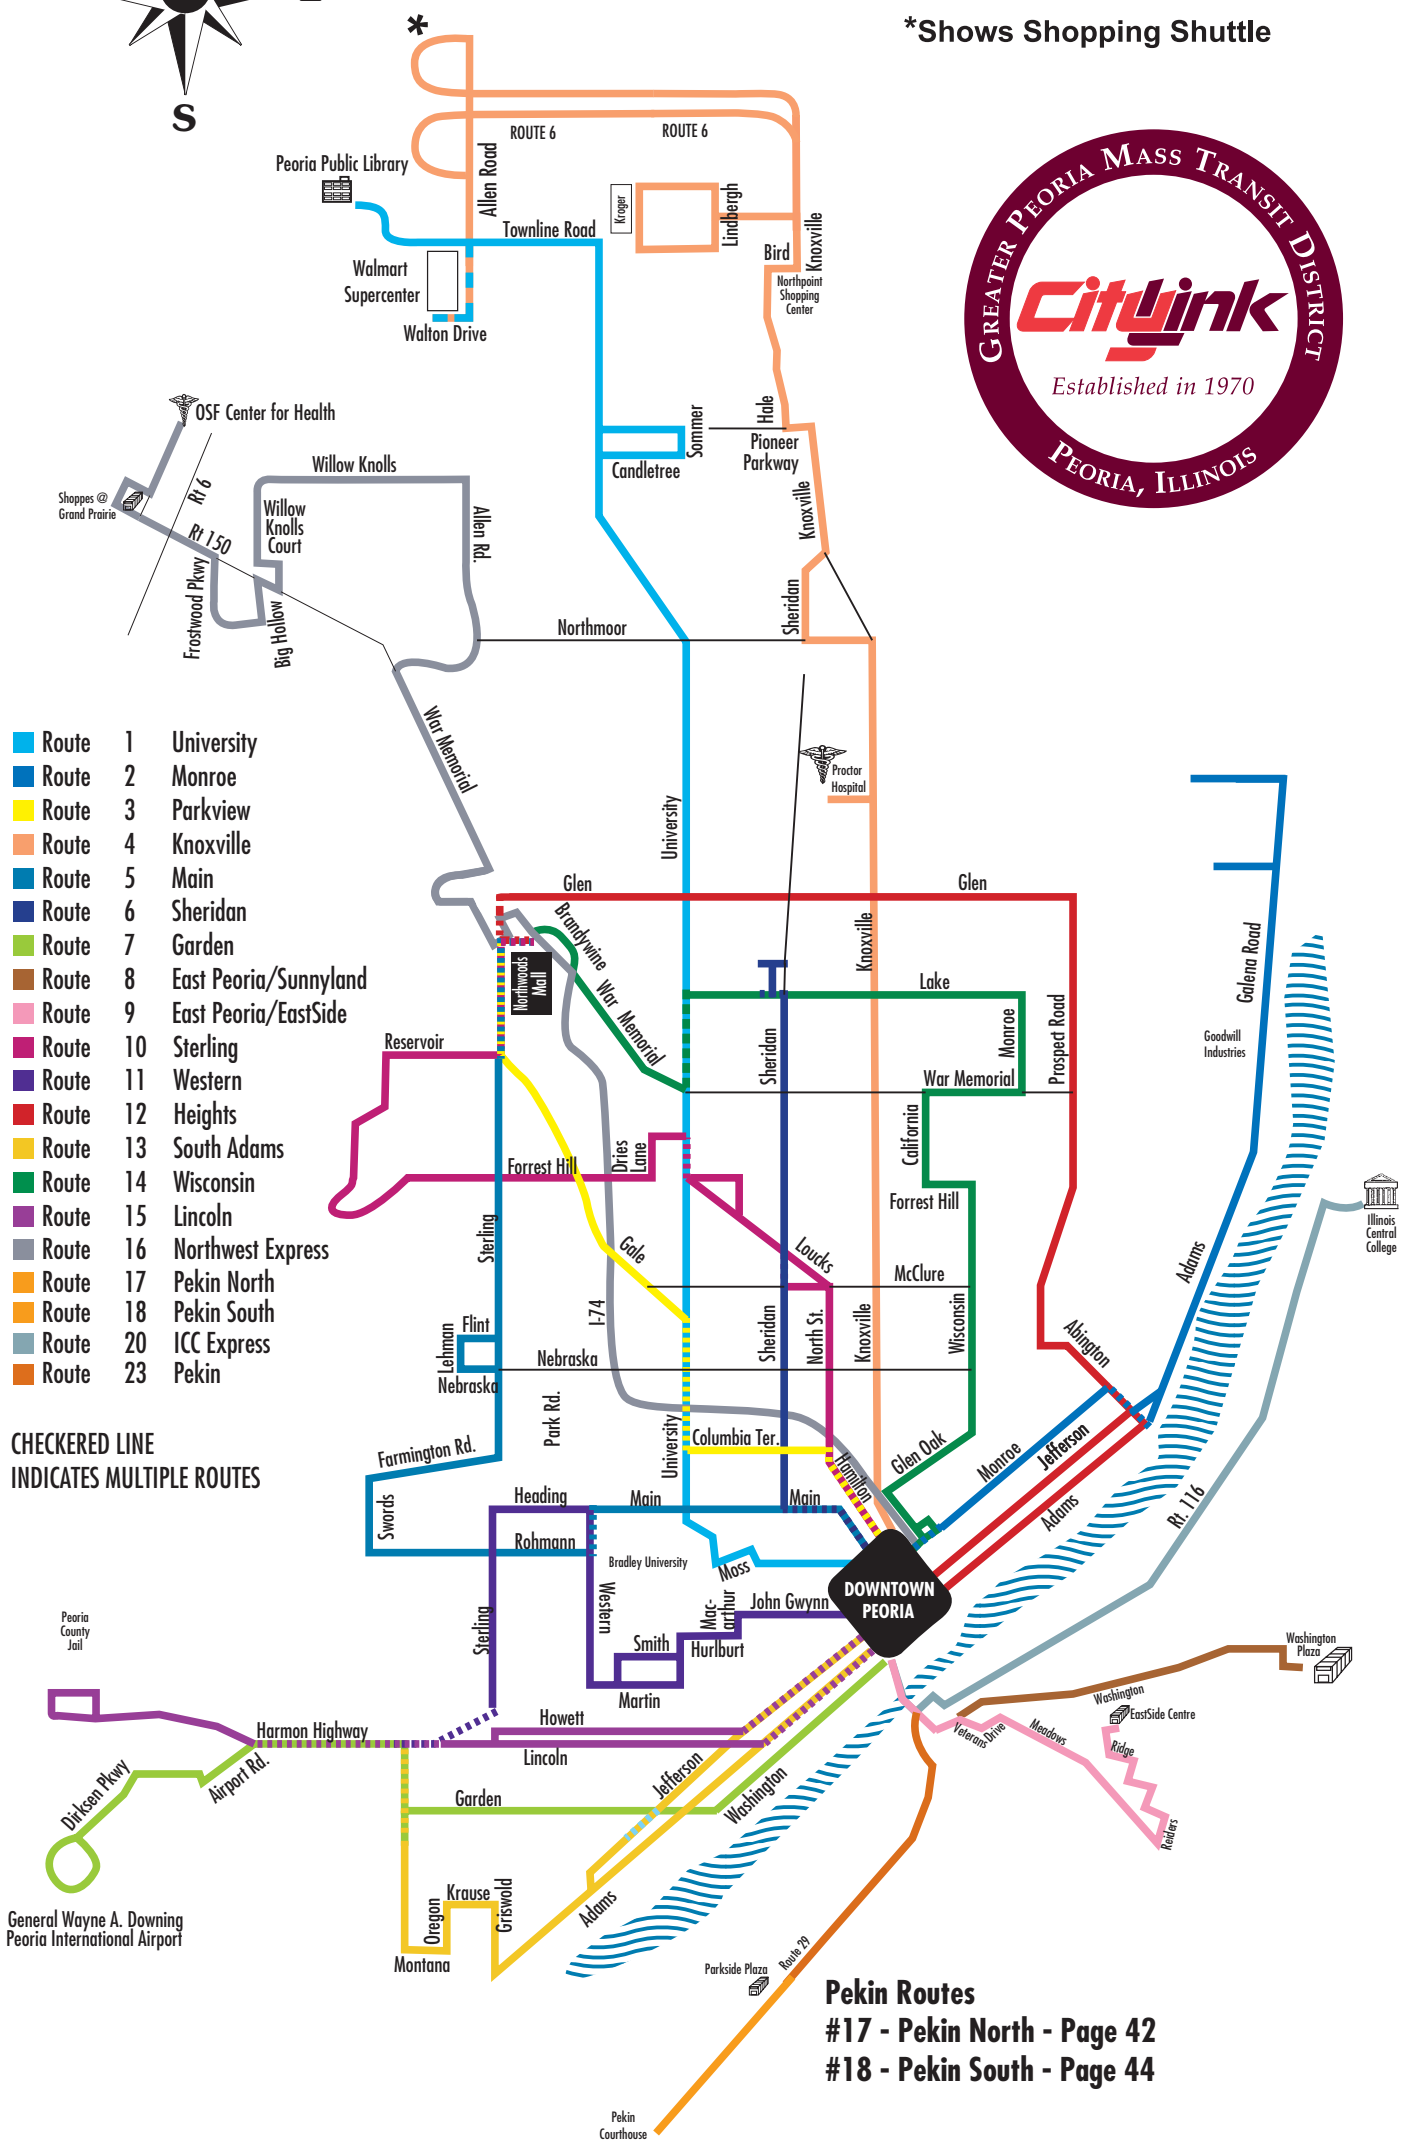 *Shows Shopping Shuttle
*
S
GREATER PEORIA MASS TRANSIT DISTRICT
CityLink
Established in 1970
PEORIA, ILLINOIS
ROUTE 6
ROUTE 6
Peoria Public Library
Allen Road
Kroger
Lindbergh
Knoxville
Townline Road
Bird
Walmart
Supercenter
Northpoint
Shopping
Center
Walton Drive
OSF Center for Health
Hale
Sommer
Pioneer
Parkway
Candletree
Willow Knolls
Rt 6
Shoppes @
Grand Prairie
Willow
Knolls
Court
Knoxville
Allen Rd.
Rt 150
Frostwood Pkwy
Big Hollow
Sheridan
Northmoor
War Memorial
Route 1 University
Route 2 Monroe
Route 3 Parkview
Route 4 Knoxville
Route 5 Main
Route 6 Sheridan
Route 7 Garden
Route 8 East Peoria/Sunnyland
Route 9 East Peoria/EastSide
Route 10 Sterling
Route 11 Western
Route 12 Heights
Route 13 South Adams
Route 14 Wisconsin
Route 15 Lincoln
Route 16 Northwest Express
Route 17 Pekin North
Route 18 Pekin South
Route 20 ICC Express
Route 23 Pekin
CHECKERED LINE
INDICATES MULTIPLE ROUTES
Proctor
Hospital
University
Glen
Glen
Brandywine
Knoxville
Galena Road
Northwoods
Mall
War Memorial
Lake
Reservoir
Sheridan
Monroe
Prospect Road
Goodwill
Industries
War Memorial
California
Dries
Lane
Forrest Hill
Forrest Hill
Illinois
Central
College
Sterling
Gale
Loucks
Adams
McClure
I-74
Sheridan
North St.
Knoxville
Wisconsin
Abington
Flint
Lehman
Nebraska
Nebraska
Park Rd.
University
Columbia Ter.
Hamilton
Glen Oak
Monroe
Jefferson
Farmington Rd.
Heading
Main
Main
Adams
Rt. 116
Swords
Rohmann
Bradley University
Moss
DOWNTOWN
PEORIA
Western
Mac-
arthur
John Gwynn
Peoria
County
Jail
Sterling
Smith
Hurlburt
Martin
Washington
Plaza
Washington
EastSide Centre
Harmon Highway
Howett
Veterans Drive
Meadows
Ridge
Lincoln
Dirksen Pkwy
Airport Rd.
Jefferson
Washington
Garden
Reiders
General Wayne A. Downing
Peoria International Airport
Krause
Oregon
Griswold
Adams
Montana
Parkside Plaza
Route 29
Pekin Routes
#17 - Pekin North - Page 42
#18 - Pekin South - Page 44
Pekin
Courthouse